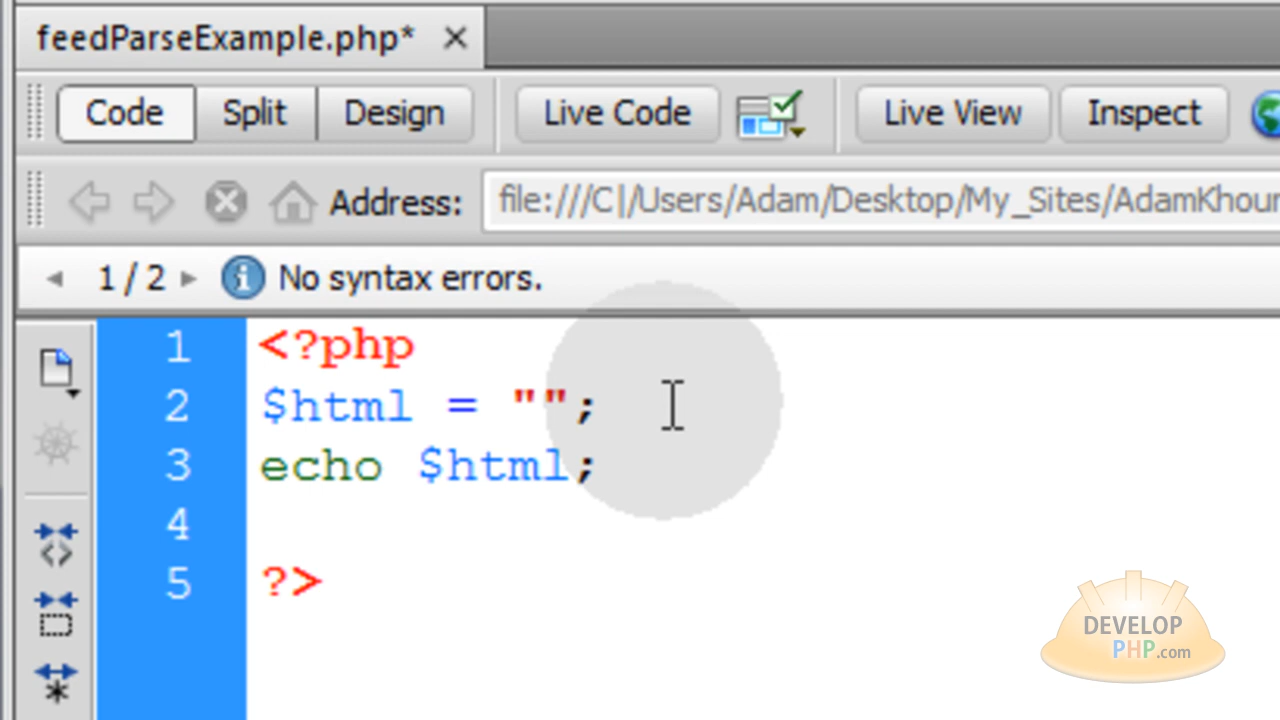 feedParseExample.php*
Code Split Design Live Code Live View Inspect
Address: file:///C|/Users/Adam/Desktop/My_Sites/AdamKhour
1 / 2 No syntax errors.
1 <?php
2 $html = "";
3 echo $html;
4
5 ?>
DEVELOP
PHP.com